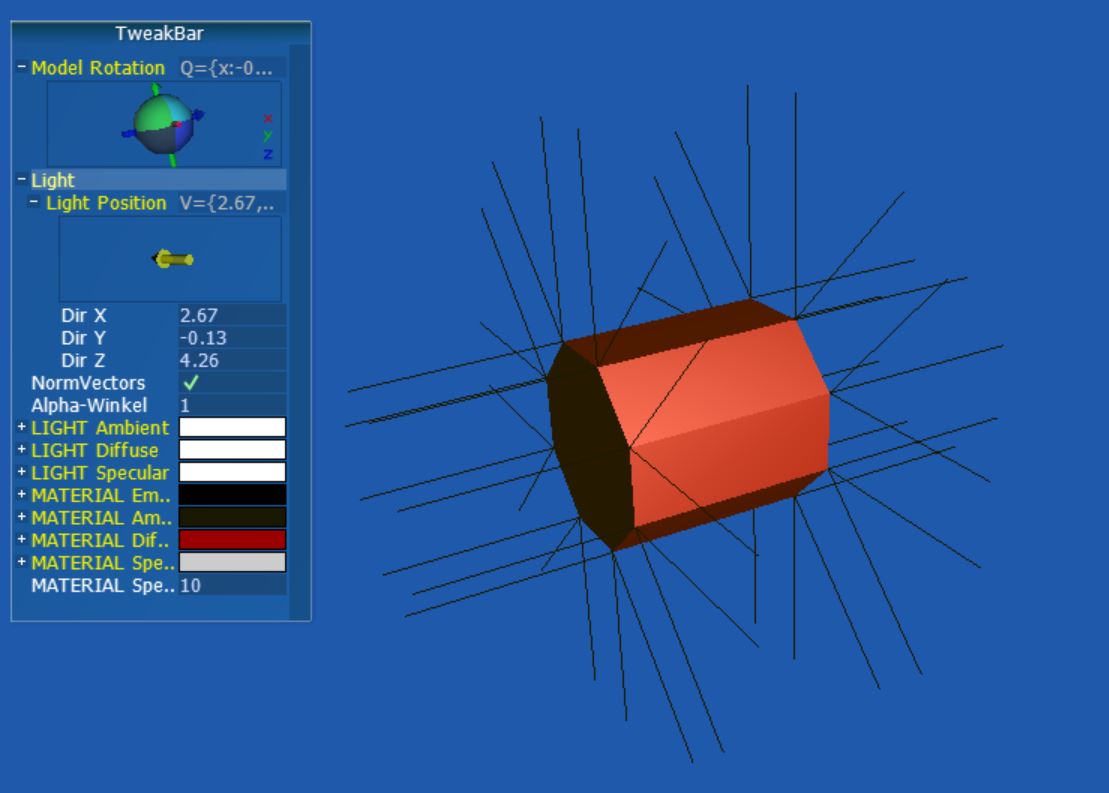 TweakBar
− Model Rotation Q={x:-0...
x
y
z
− Light
− Light Position V={2.67,..
Dir X 2.67
Dir Y -0.13
Dir Z 4.26
NormVectors ✓
Alpha-Winkel 1
+ LIGHT Ambient
+ LIGHT Diffuse
+ LIGHT Specular
+ MATERIAL Em..
+ MATERIAL Am..
+ MATERIAL Dif..
+ MATERIAL Spe..
MATERIAL Spe.. 10